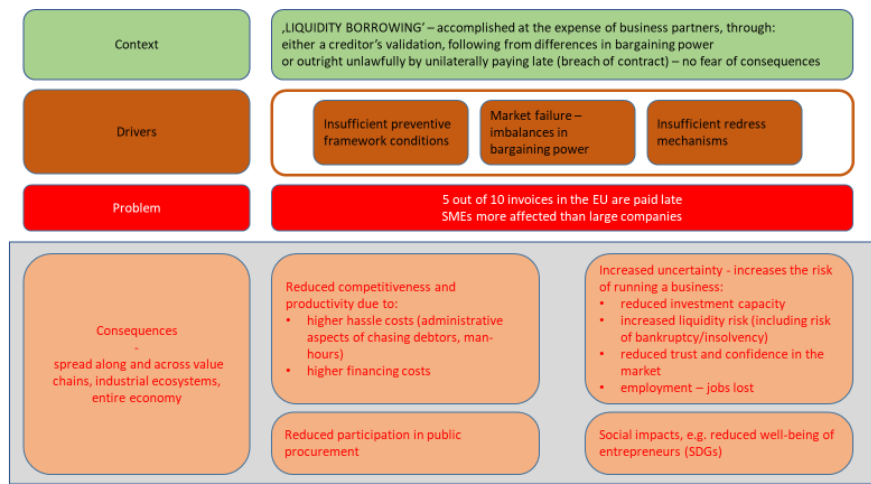 Context
‚LIQUIDITY BORROWING' – accomplished at the expense of business partners, through:
either a creditor's validation, following from differences in bargaining power
or outright unlawfully by unilaterally paying late (breach of contract) – no fear of consequences
Drivers
Insufficient preventive
framework conditions
Market failure –
imbalances in
bargaining power
Insufficient redress
mechanisms
Problem
5 out of 10 invoices in the EU are paid late
SMEs more affected than large companies
Consequences
-
spread along and across value
chains, industrial ecosystems,
entire economy
Reduced competitiveness and
productivity due to:
• higher hassle costs (administrative
aspects of chasing debtors, man-
hours)
• higher financing costs
Increased uncertainty - increases the risk
of running a business:
• reduced investment capacity
• increased liquidity risk (including risk
of bankruptcy/insolvency)
• reduced trust and confidence in the
market
• employment – jobs lost
Reduced participation in public
procurement
Social impacts, e.g. reduced well-being of
entrepreneurs (SDGs)